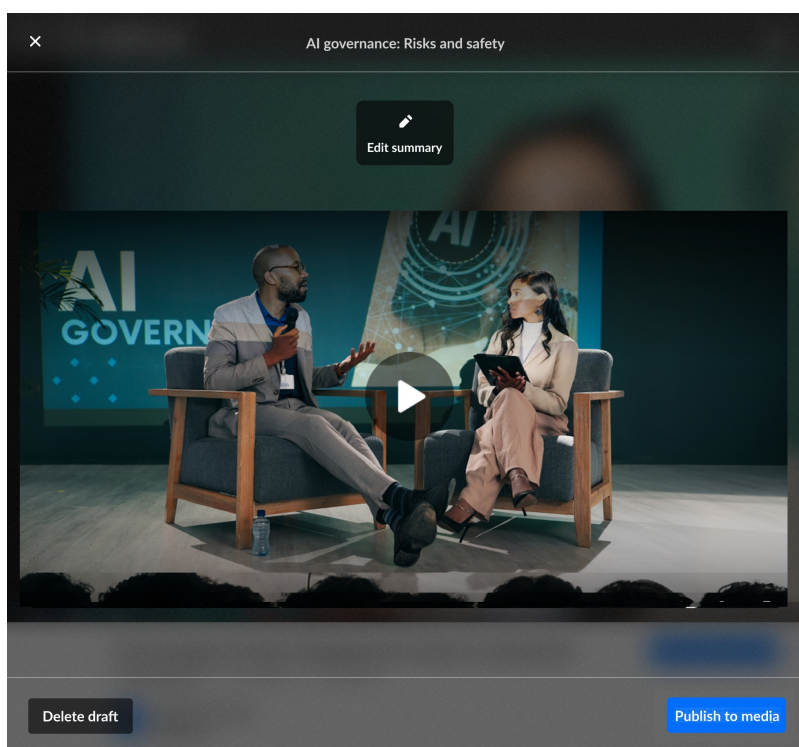 AI governance: Risks and safety
Edit summary
AI
AI
GOVERN
Delete draft
Publish to media